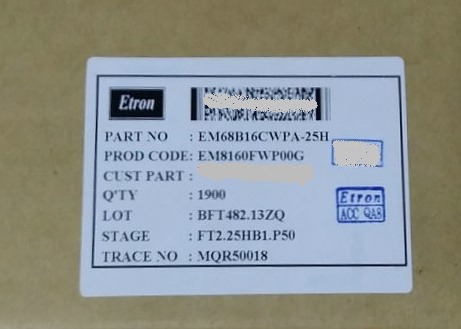 Etron
PART NO : EM68B16CWPA-25H
PROD CODE: EM8160FWP00G
CUST PART :
Q'TY : 1900
LOT : BFT482.13ZQ
STAGE : FT2.25HB1.P50
TRACE NO : MQR50018
Etron
ACC QA8